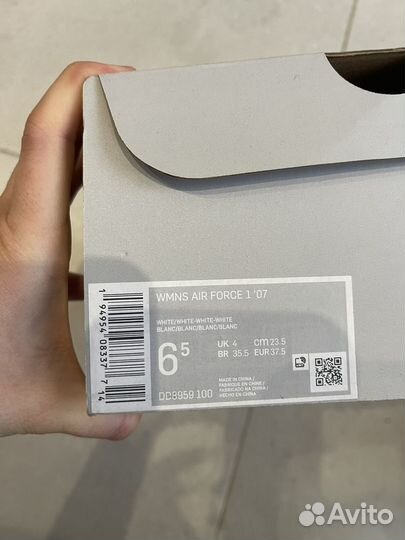 WMNS AIR FORCE 1 '07
WHITE/WHITE-WHITE-WHITE
BLANC/BLANC/BLANC/BLANC
6⁵
UK 4 cm 23.5
BR 35.5 EUR 37.5
MADE IN CHINA /
FABRIQUÉ EN CHINE /
FABRICADO NA CHINA /
HECHO EN CHINA
DD8959 100
1 94954 08337 7 14
Avito